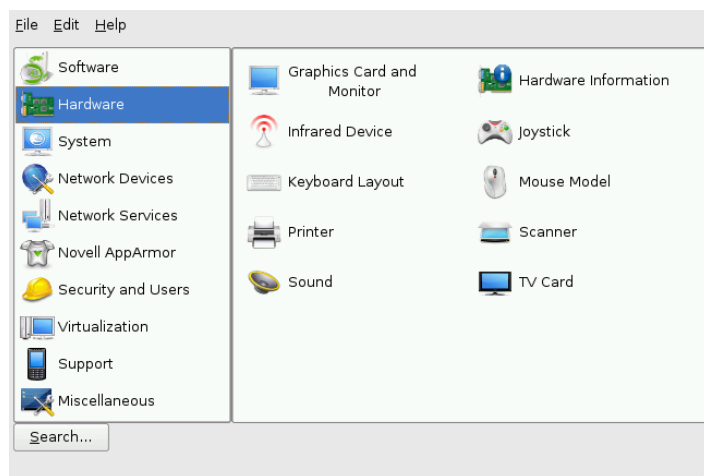 File Edit Help
Software
Hardware
System
Network Devices
Network Services
Novell AppArmor
Security and Users
Virtualization
Support
Miscellaneous
Graphics Card and
Monitor
Hardware Information
Infrared Device
Joystick
Keyboard Layout
Mouse Model
Printer
Scanner
Sound
TV Card
Search...